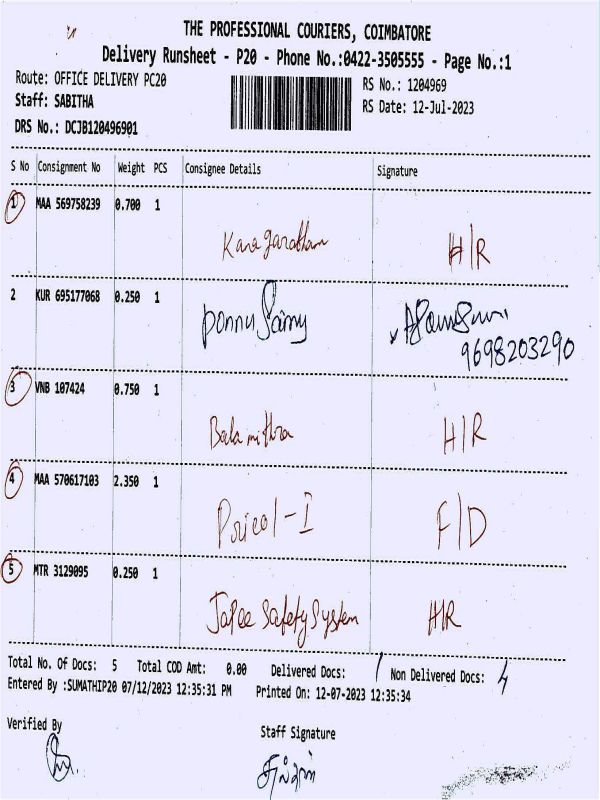 THE PROFESSIONAL COURIERS, COIMBATORE
Delivery Runsheet - P20 - Phone No.:0422-3505555 - Page No.:1
Route: OFFICE DELIVERY PC20
RS No.: 1204969
Staff: SABITHA
RS Date: 12-Jul-2023
DRS No.: DCJB120496901
S No Consignment No Weight PCS Consignee Details Signature
1 MAA 569758239 0.700 1
Kanagaratham H/R
2 KUR 695177068 0.250 1
Ponnu Samy
9698203290
3 VNB 107424 0.750 1
Bala mithra H/R
4 MAA 570617103 2.350 1
Pricol - I F/D
5 MTR 3129095 0.250 1
Japee Safety System H/R
Total No. Of Docs: 5 Total COD Amt: 0.00 Delivered Docs: 1 Non Delivered Docs: 4
Entered By :SUMATHIP20 07/12/2023 12:35:31 PM Printed On: 12-07-2023 12:35:34
Verified By Staff Signature